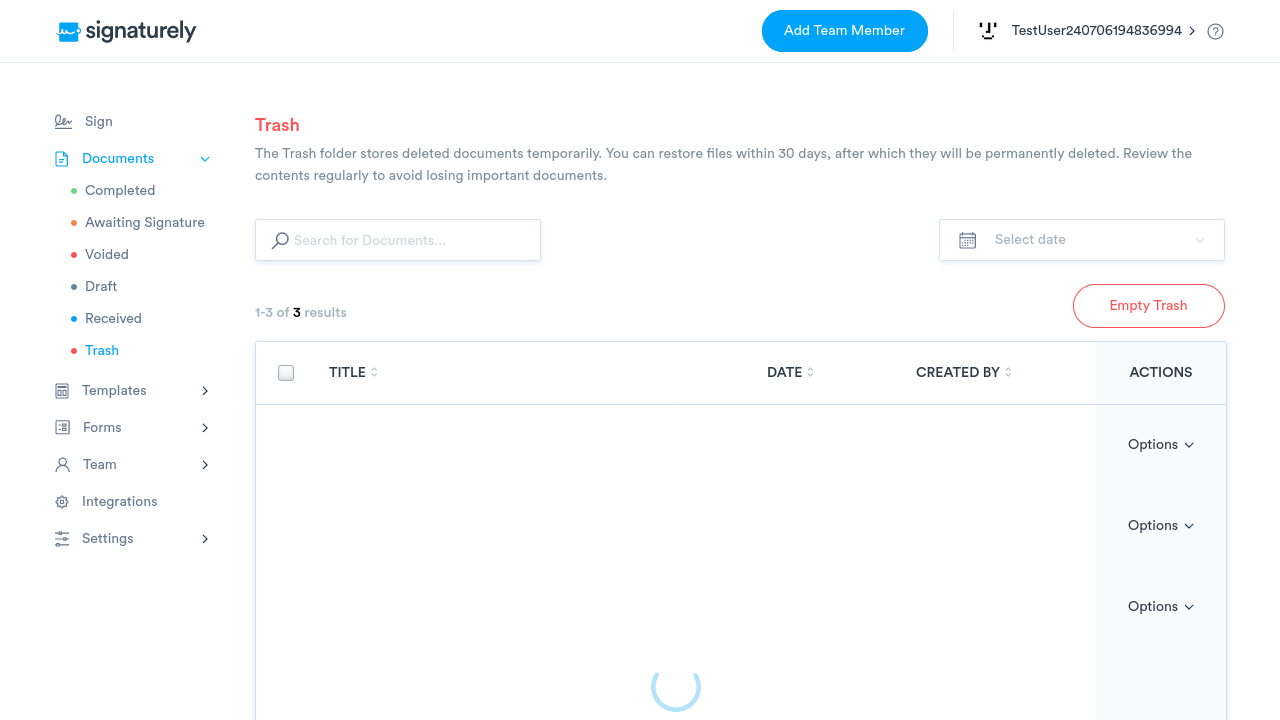 signaturely
Add Team Member
TestUser240706194836994
Sign
Documents
Completed
Awaiting Signature
Voided
Draft
Received
Trash
Templates
Forms
Team
Integrations
Settings
Trash
The Trash folder stores deleted documents temporarily. You can restore files within 30 days, after which they will be permanently deleted. Review the
contents regularly to avoid losing important documents.
Search for Documents...
Select date
1-3 of 3 results
Empty Trash
TITLE DATE CREATED BY ACTIONS
Options
Options
Options